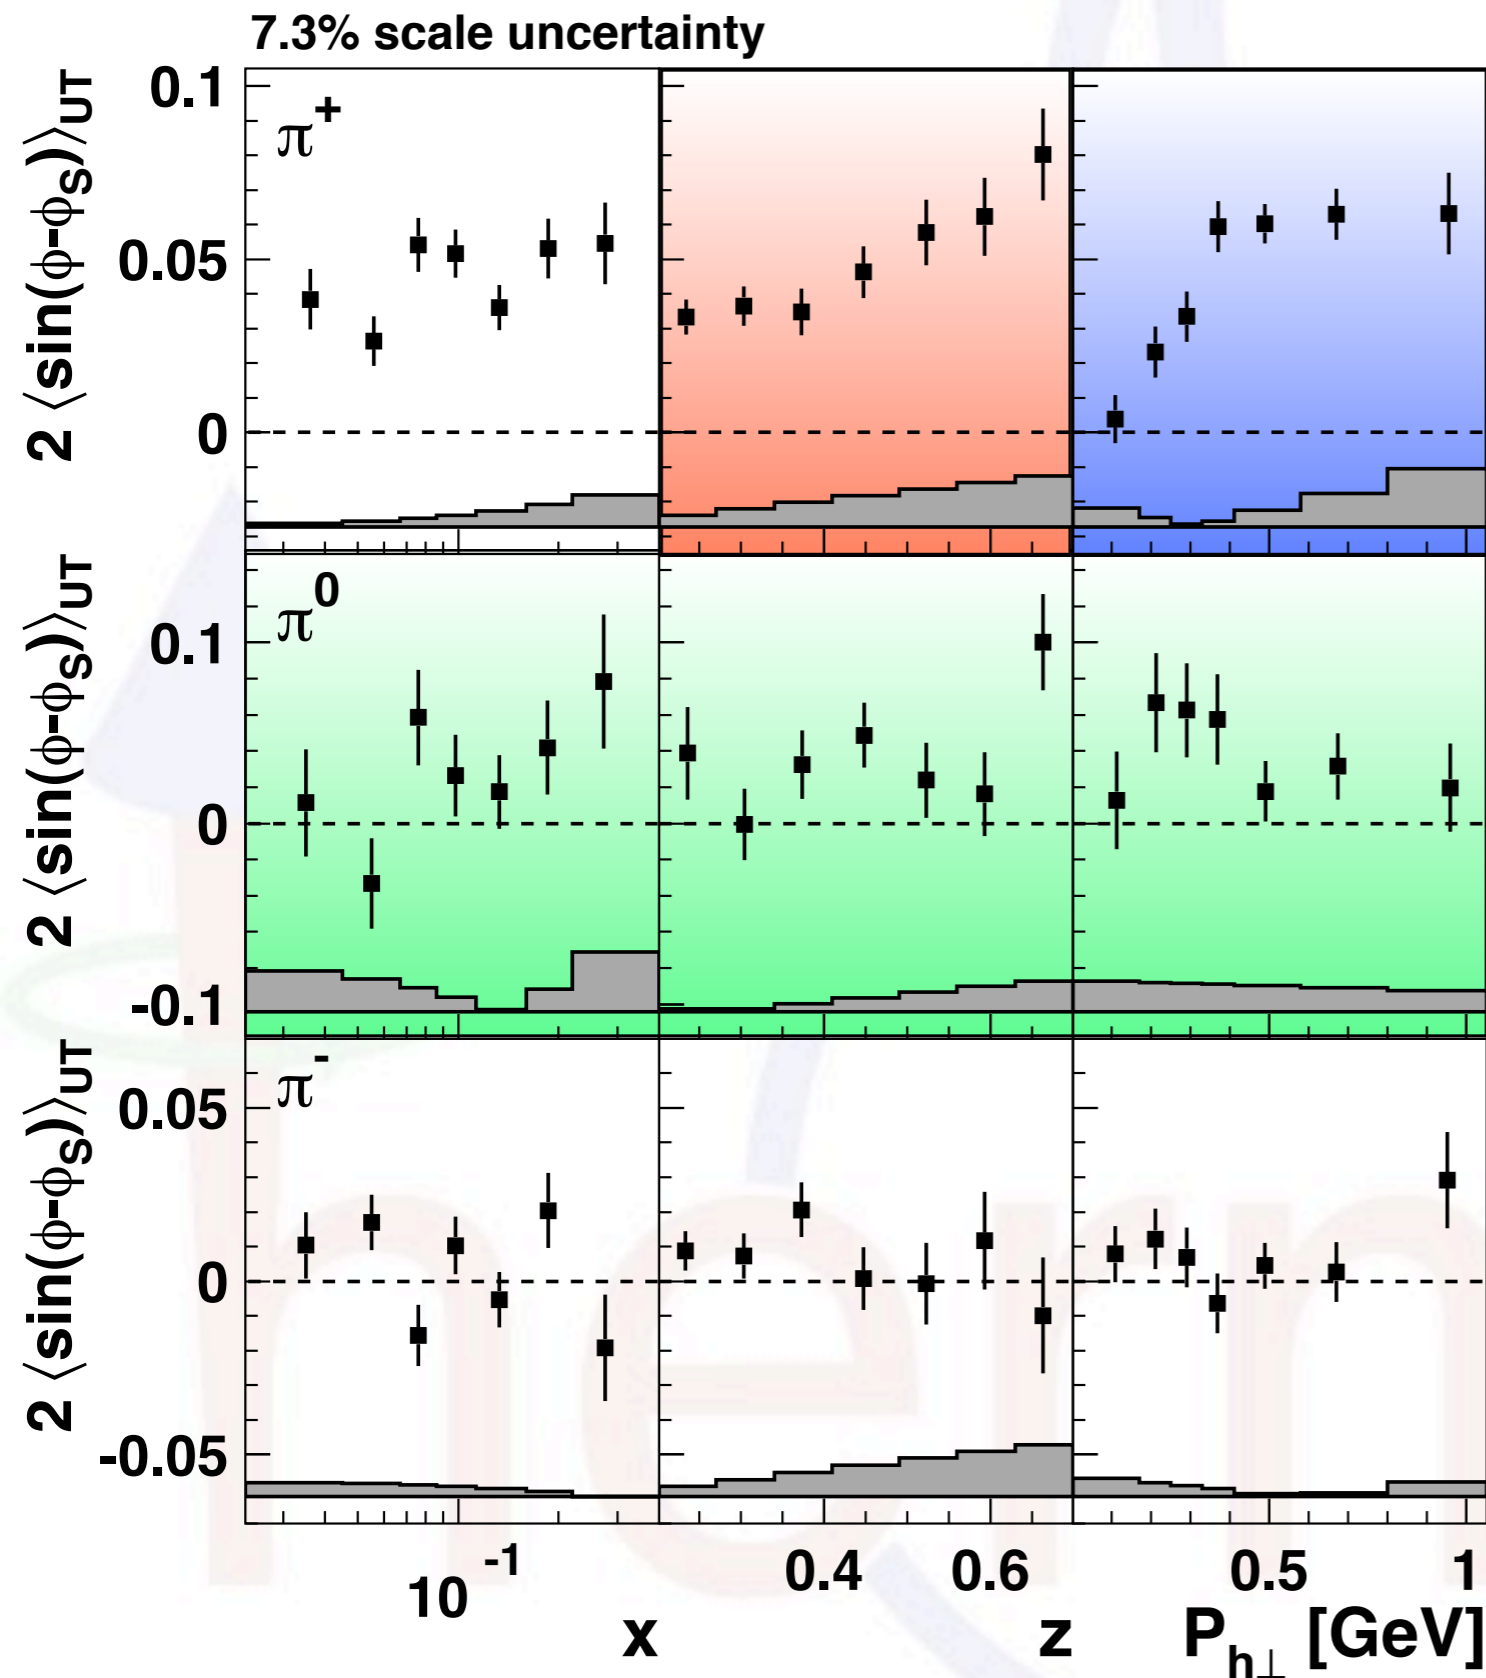 7.3% scale uncertainty
2 ⟨sin(ϕ-ϕS)⟩UT
0.1
0.05
0
π+
2 ⟨sin(ϕ-ϕS)⟩UT
0.1
0
-0.1
π0
2 ⟨sin(ϕ-ϕS)⟩UT
0.05
0
-0.05
π-
10-1
0.4 0.6
0.5 1
x
z
Ph⊥ [GeV]
herm